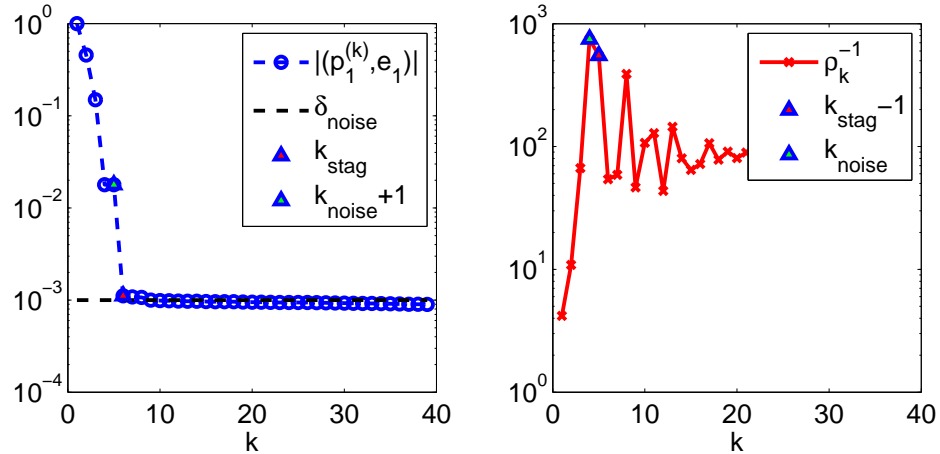 10^0
10^{-1}
10^{-2}
10^{-3}
10^{-4}
0 10 20 30 40
k
|(p_1^{(k)},e_1)|
δ_noise
k_stag
k_noise+1
10^3
10^2
10^1
10^0
0 10 20 30 40
k
ρ_k^{-1}
k_stag−1
k_noise